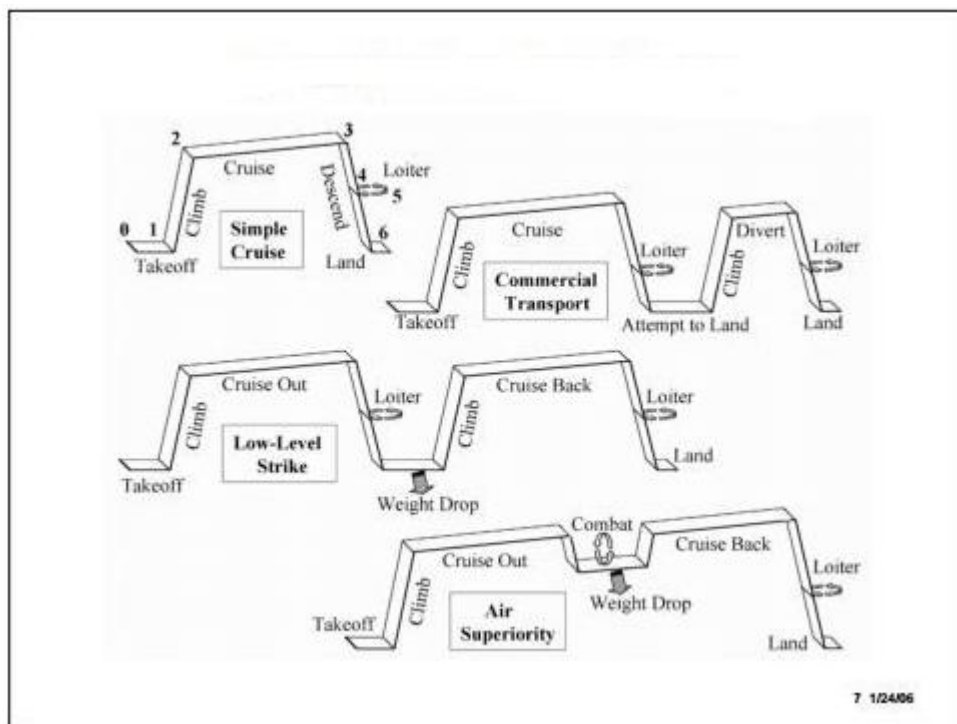 2
3
Cruise
Climb
Descend
4
Loiter
5
0
1
6
Simple
Cruise
Takeoff
Land
Cruise
Climb
Loiter
Divert
Climb
Loiter
Commercial
Transport
Takeoff
Attempt to Land
Land
Cruise Out
Climb
Loiter
Cruise Back
Climb
Loiter
Low-Level
Strike
Takeoff
Land
Weight Drop
Combat
Cruise Out
Climb
Cruise Back
Loiter
Weight Drop
Air
Superiority
Takeoff
Land
7 1/24/06